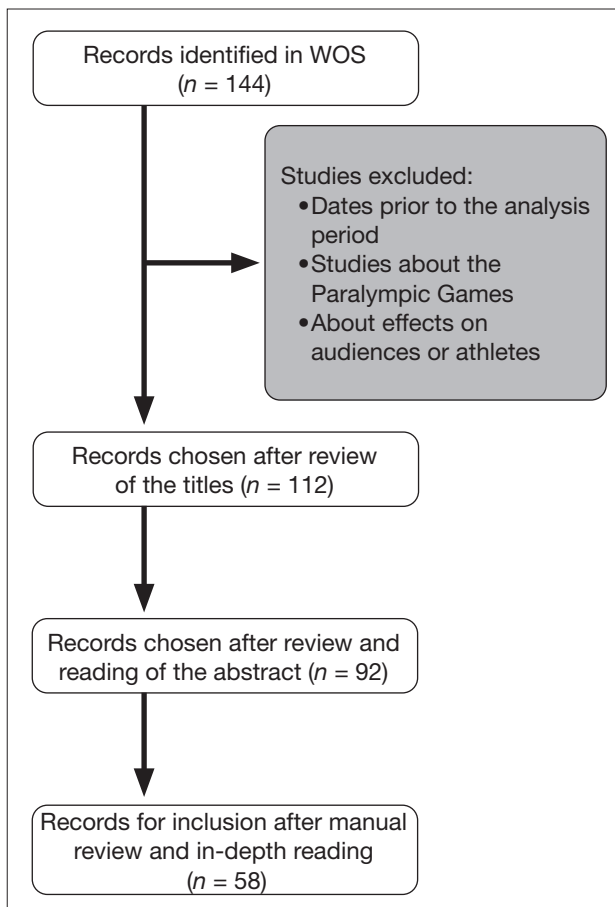 Records identified in WOS
(n = 144)
Studies excluded:
•Dates prior to the analysis
period
•Studies about the
Paralympic Games
•About effects on
audiences or athletes
Records chosen after review
of the titles (n = 112)
Records chosen after review and
reading of the abstract (n = 92)
Records for inclusion after manual
review and in-depth reading
(n = 58)